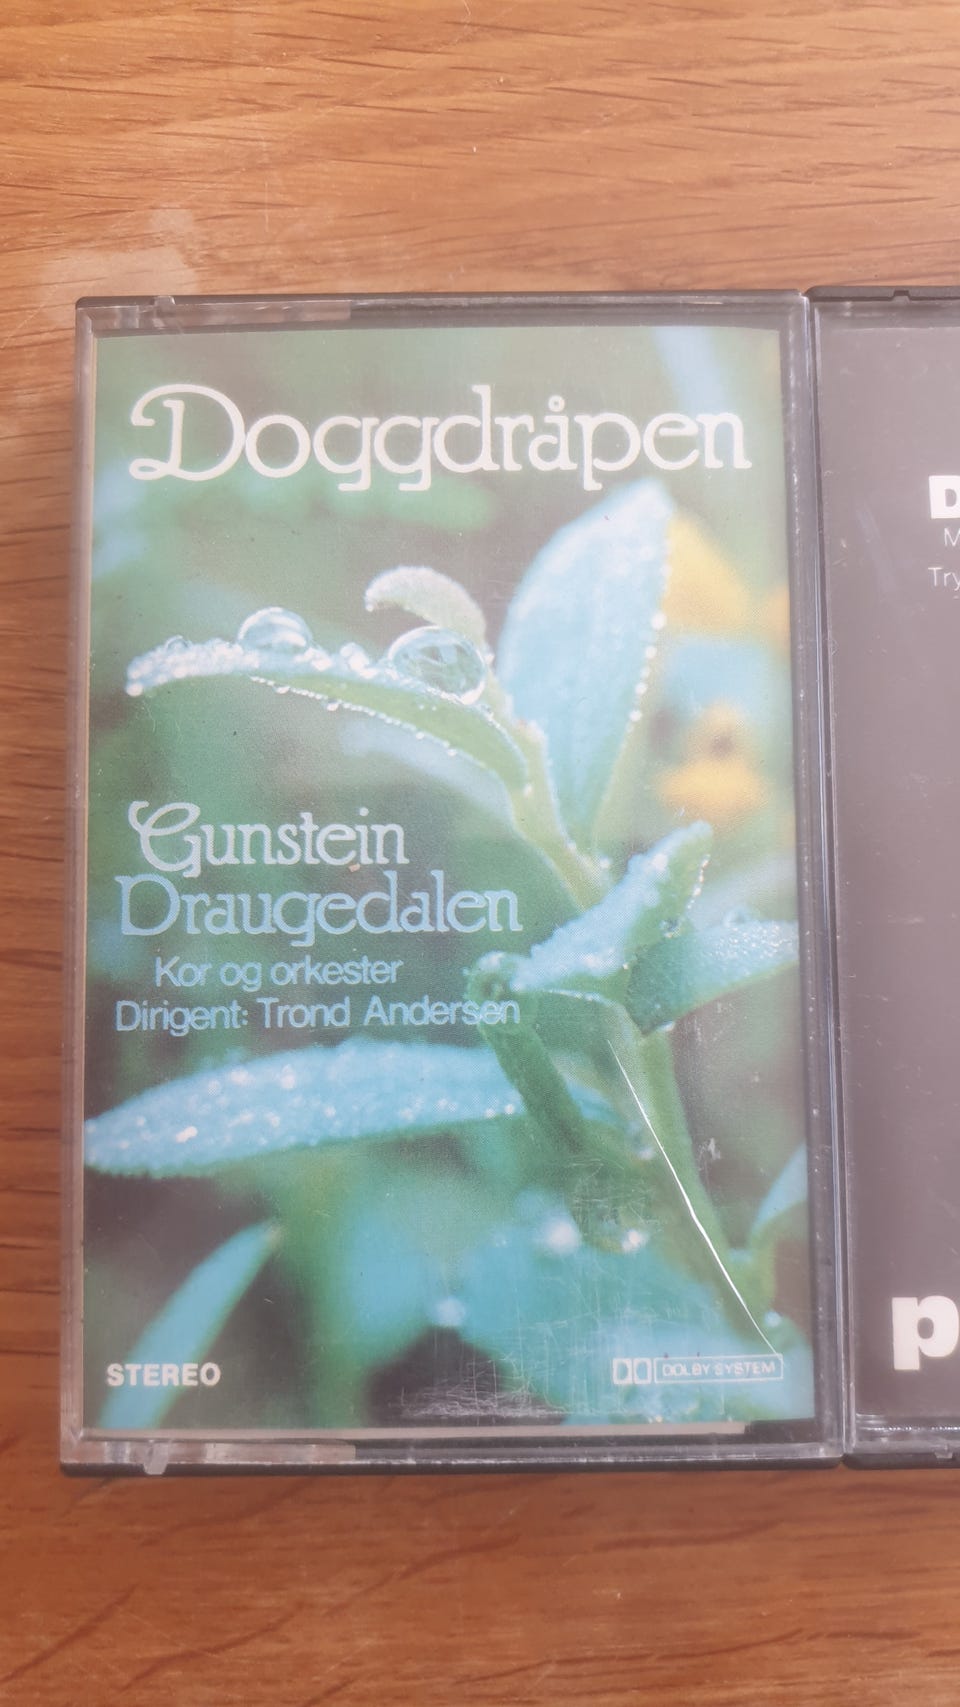 Doggdråpen
Gunstein
Draugedalen
Kor og orkester
Dirigent: Trond Andersen
STEREO
DOLBY SYSTEM